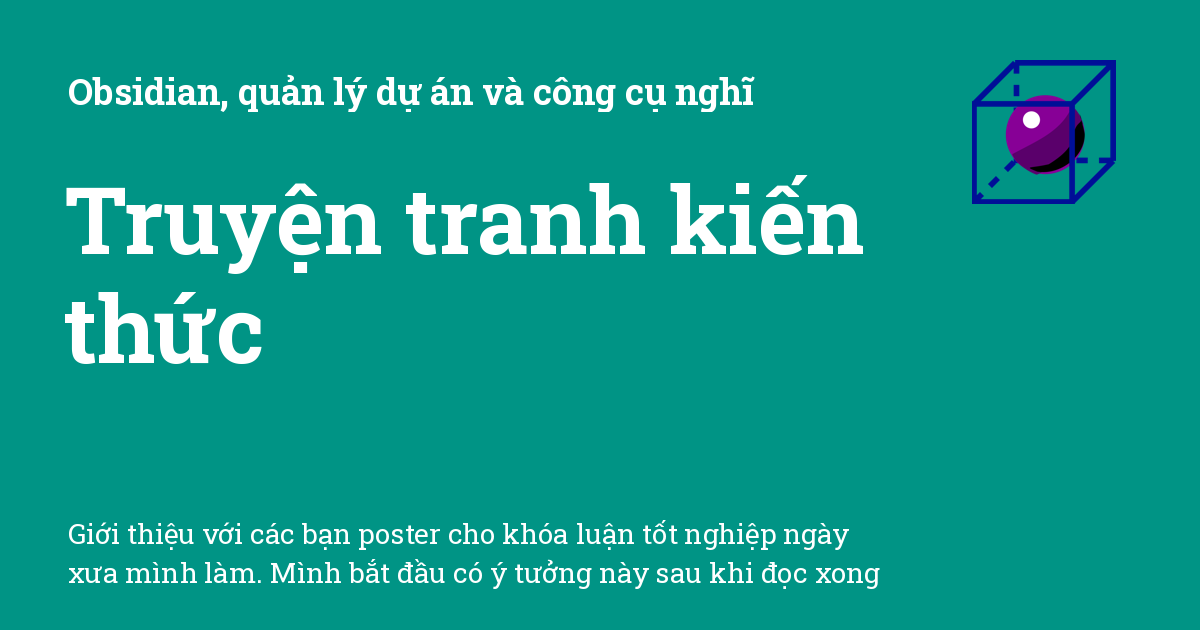 Obsidian, quản lý dự án và công cụ nghĩ
Truyện tranh kiến
thức
Giới thiệu với các bạn poster cho khóa luận tốt nghiệp ngày
xưa mình làm. Mình bắt đầu có ý tưởng này sau khi đọc xong